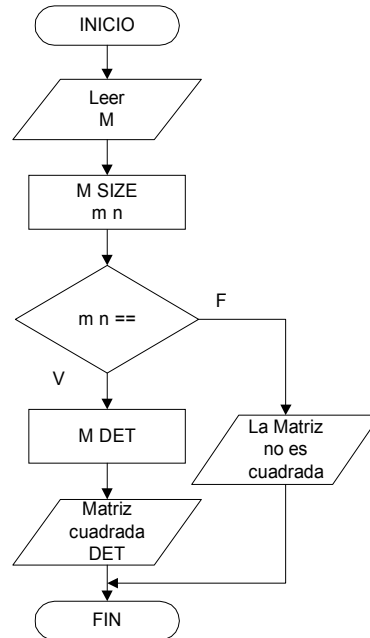 INICIO
Leer
M
M SIZE
m n
m n ==
F
V
M DET
La Matriz
no es
cuadrada
Matriz
cuadrada
DET
FIN